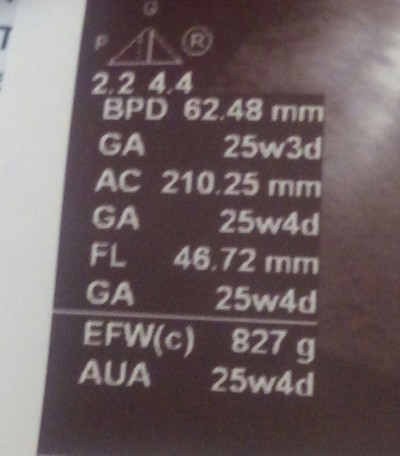 G
P ®
2.2 4.4
BPD 62.48 mm
GA 25w3d
AC 210.25 mm
GA 25w4d
FL 46.72 mm
GA 25w4d
EFW(c) 827 g
AUA 25w4d